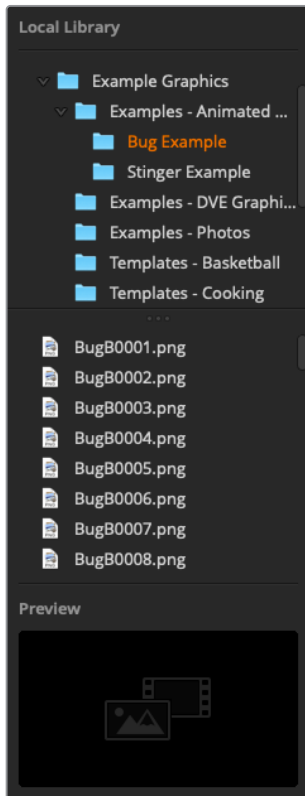 Local Library
Example Graphics
Examples - Animated ...
Bug Example
Stinger Example
Examples - DVE Graphi...
Examples - Photos
Templates - Basketball
Templates - Cooking
BugB0001.png
BugB0002.png
BugB0003.png
BugB0004.png
BugB0005.png
BugB0006.png
BugB0007.png
BugB0008.png
Preview